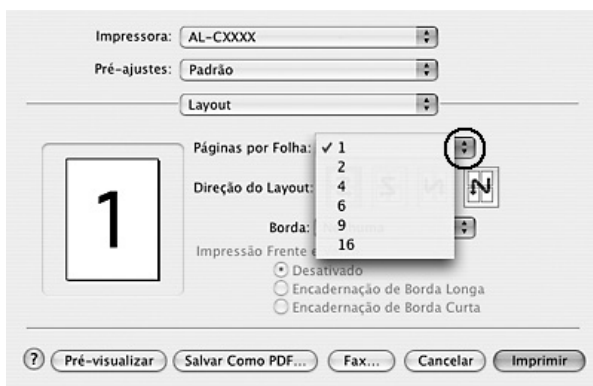 Impressora: AL-CXXXX
Pré-ajustes: Padrão
Layout
Páginas por Folha: ✓ 1
2
Direção do Layout: 4
6
Borda: 9
16
Impressão Frente e
Desativado
Encadernação de Borda Longa
Encadernação de Borda Curta
1
? Pré-visualizar Salvar Como PDF... Fax... Cancelar Imprimir